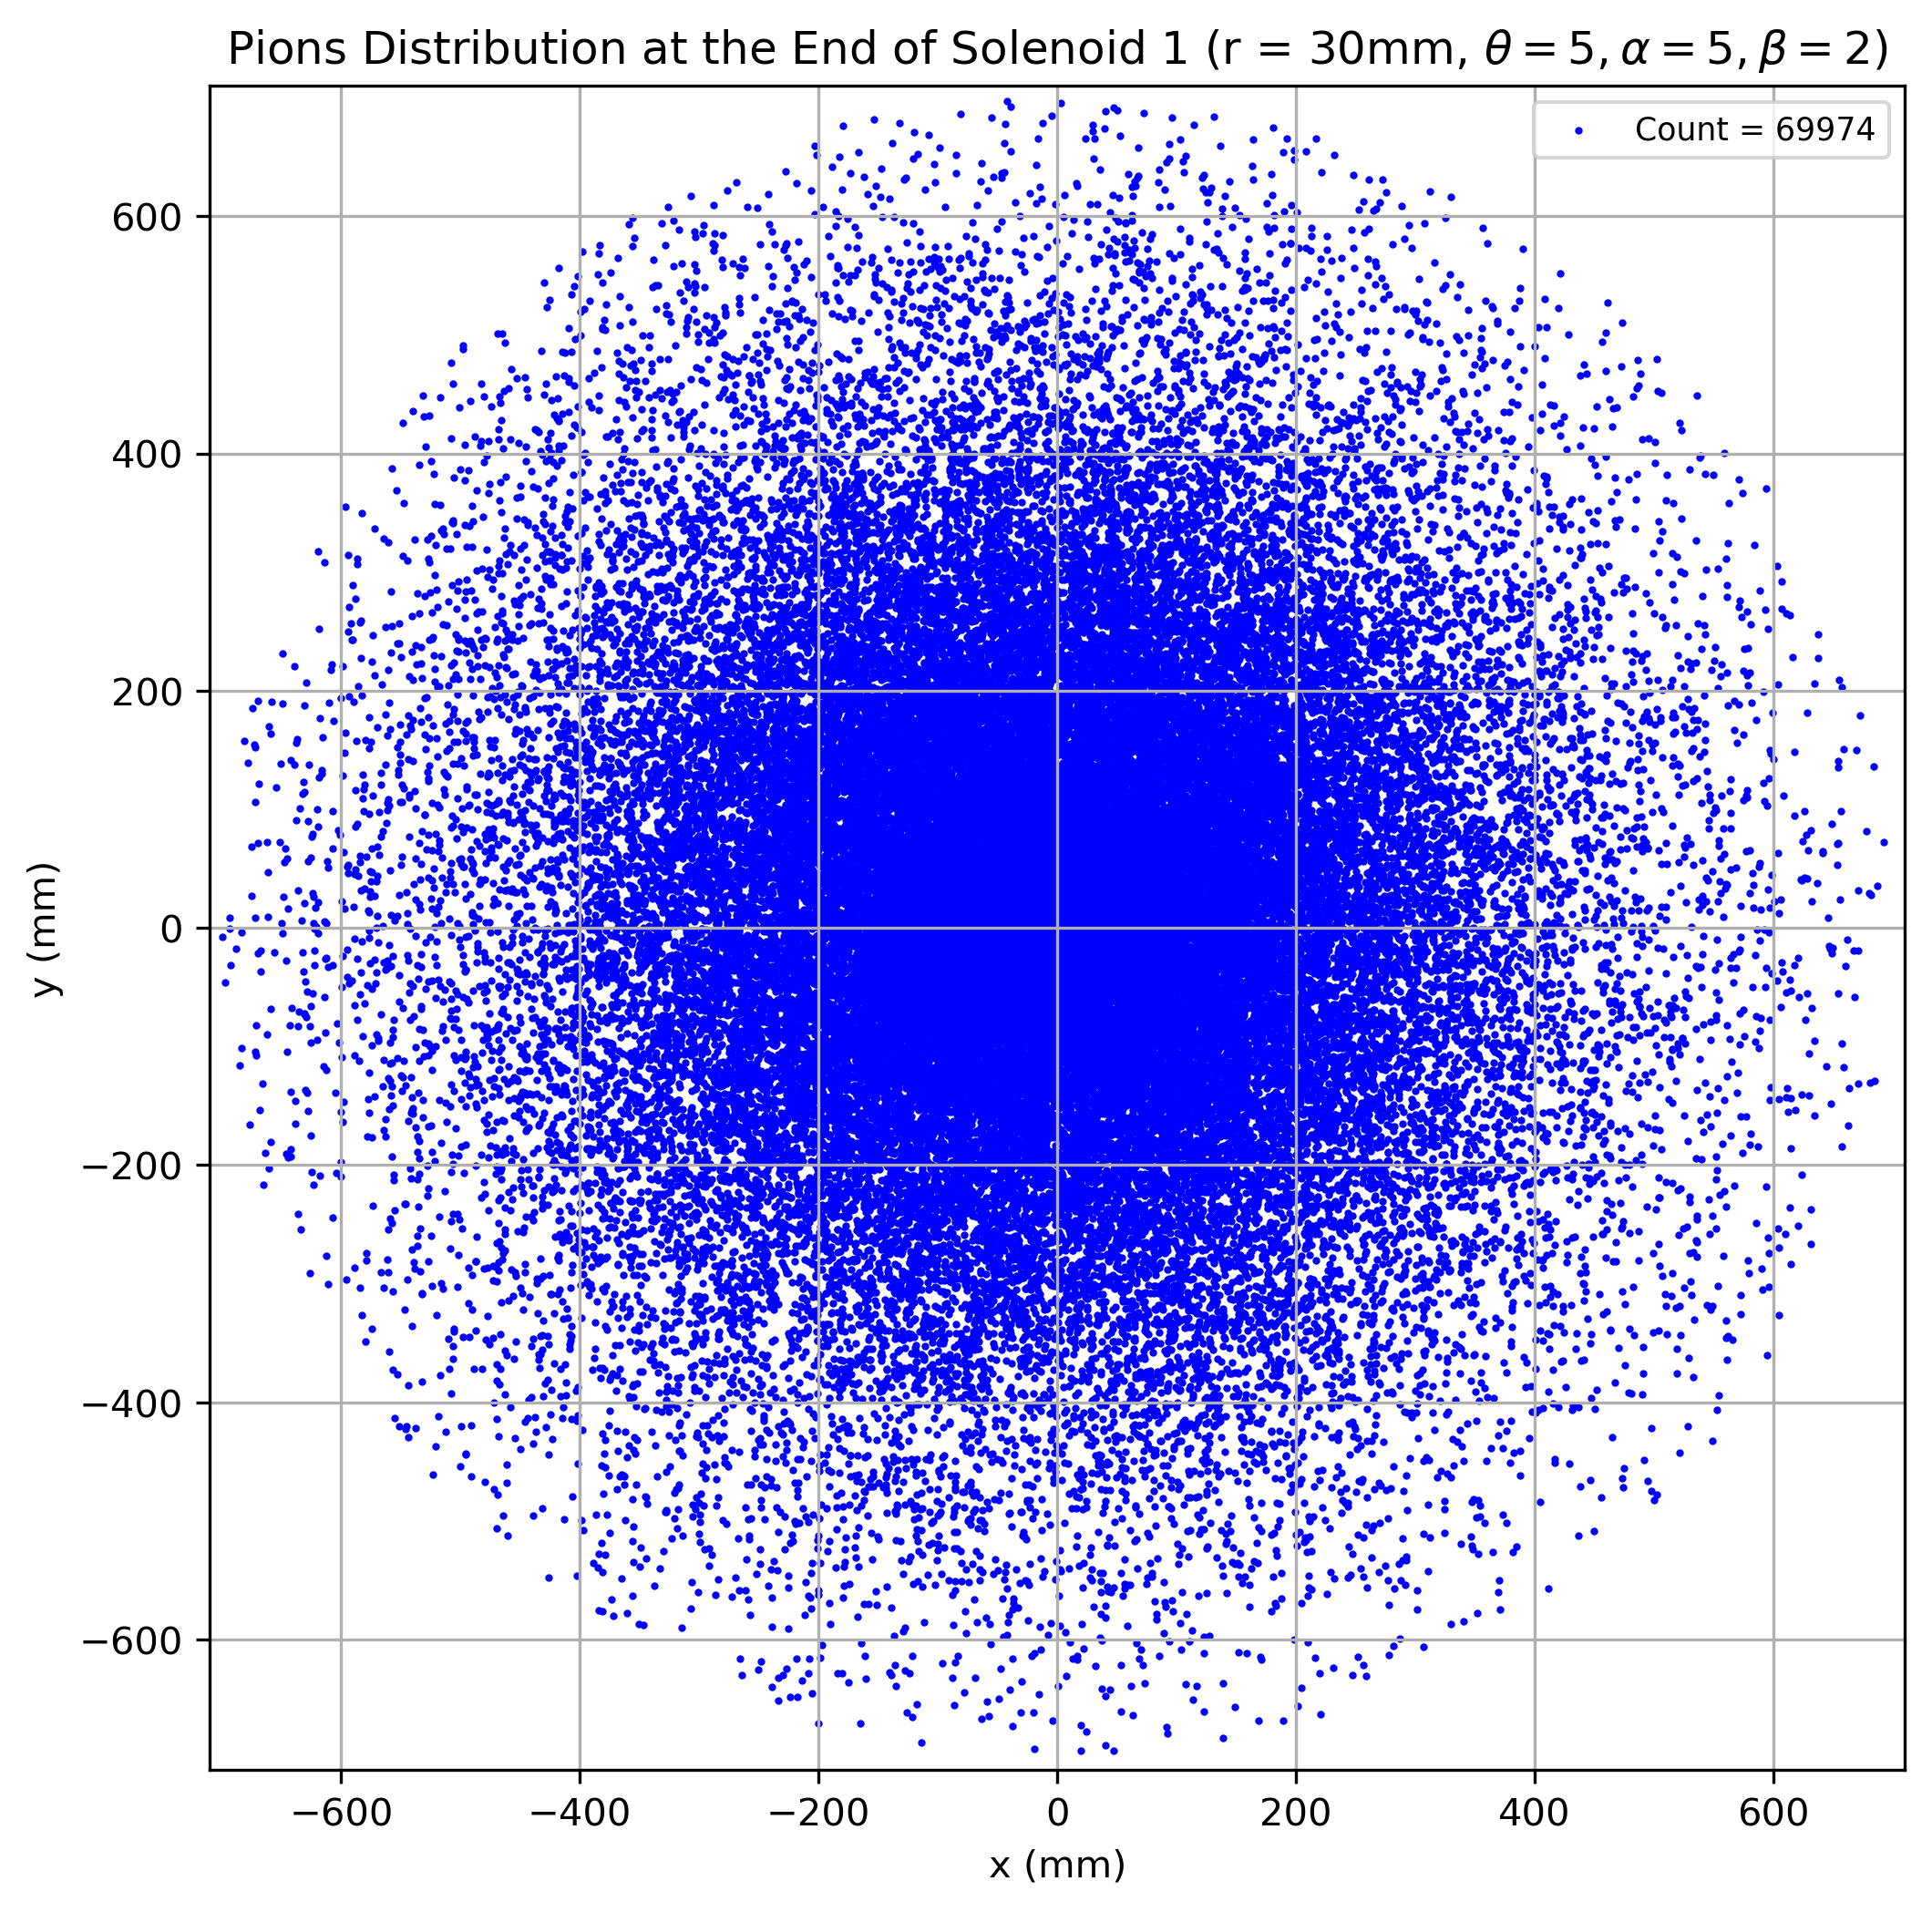 Pions Distribution at the End of Solenoid 1 (r = 30mm, θ = 5, α = 5, β = 2)
Count = 69974
600
400
200
0
−200
−400
−600
y (mm)
−600 −400 −200 0 200 400 600
x (mm)